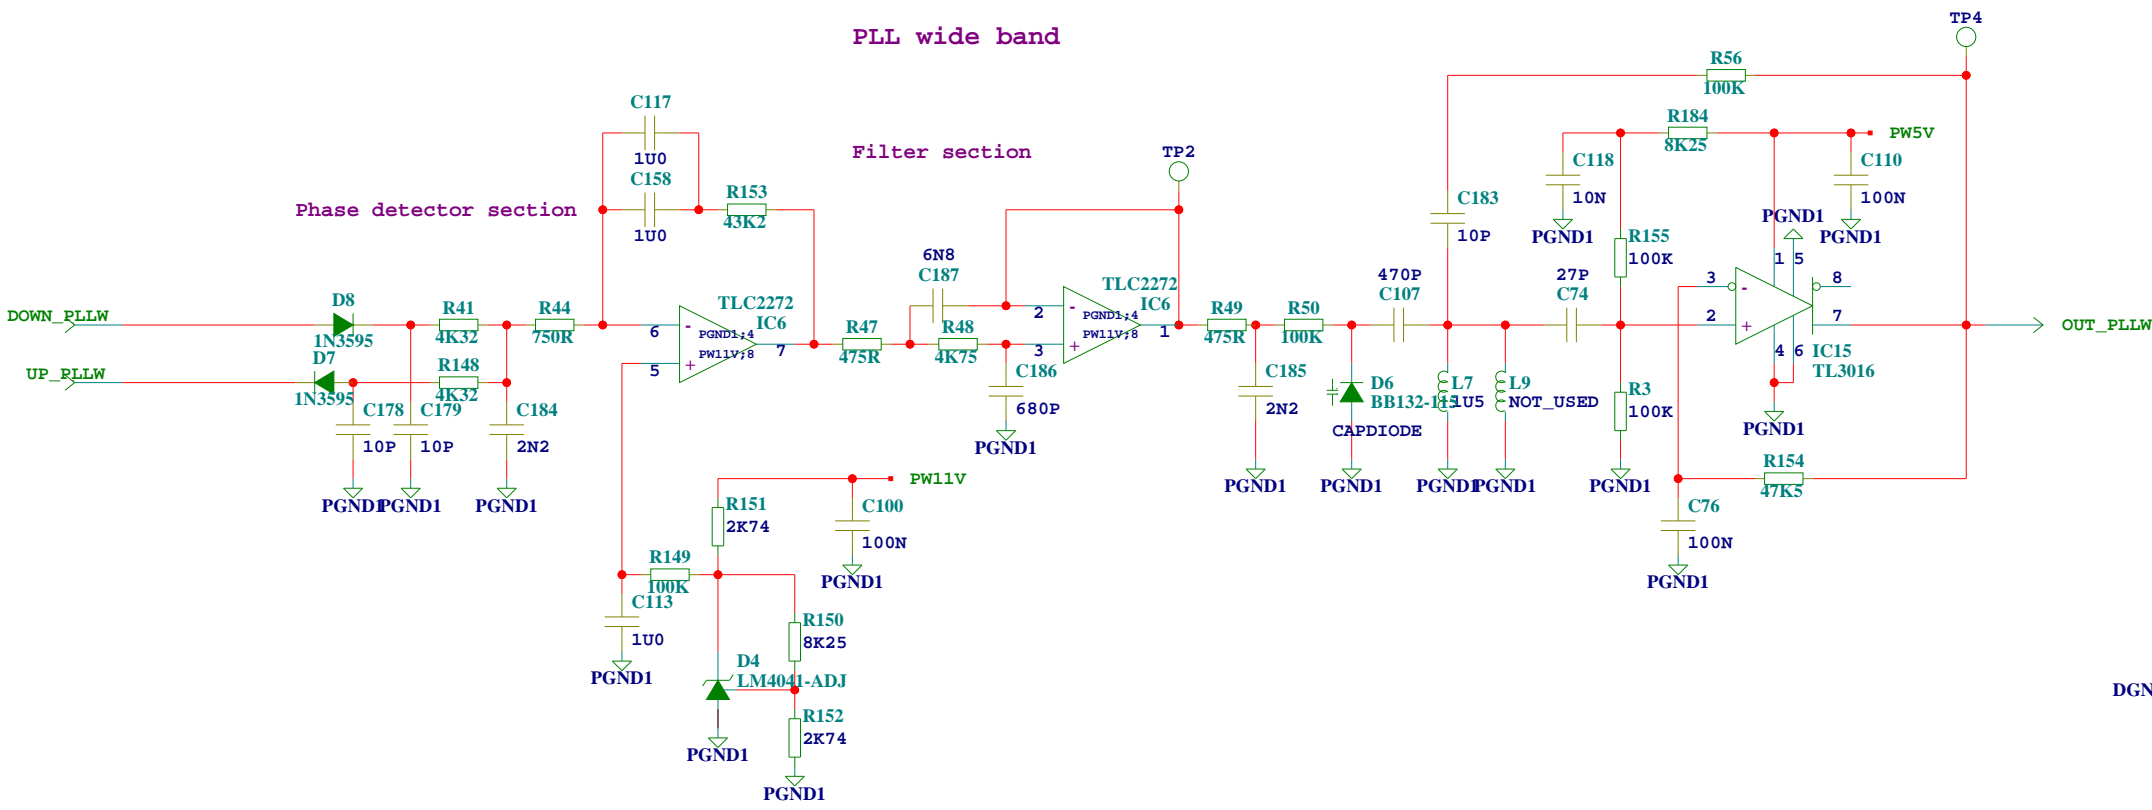 PLL wide band
TP4
R56
100K
C117
1U0
C158
1U0
R153
43K2
Phase detector section
Filter section
TP2
R184
8K25
PW5V
C118
10N
PGND1
C110
100N
PGND1
PGND1
C183
10P
R155
100K
6N8
C187
470P
C107
27P
C74
DOWN_PLLW
D8
1N3595
R41
4K32
R44
750R
TLC2272
IC6
PGND1;4
PW11V;8
6
5
7
R47
475R
R48
4K75
TLC2272
IC6
PGND1;4
PW11V;8
2
3
1
R49
475R
R50
100K
3
2
1
5
8
7
4
6
IC15
TL3016
OUT_PLLW
UP_PLLW
D7
1N3595
R148
4K32
C178
10P
C179
10P
C184
2N2
PGND1
PGND1
PGND1
C186
680P
PGND1
C185
2N2
PGND1
D6
BB132-115
CAPDIODE
PGND1
L7
1U5
PGND1
L9
NOT_USED
PGND1
R3
100K
PGND1
PGND1
R154
47K5
C76
100N
PGND1
PW11V
R151
2K74
C100
100N
PGND1
R149
100K
C113
1U0
PGND1
R150
8K25
D4
LM4041-ADJ
PGND1
R152
2K74
PGND1
DGN